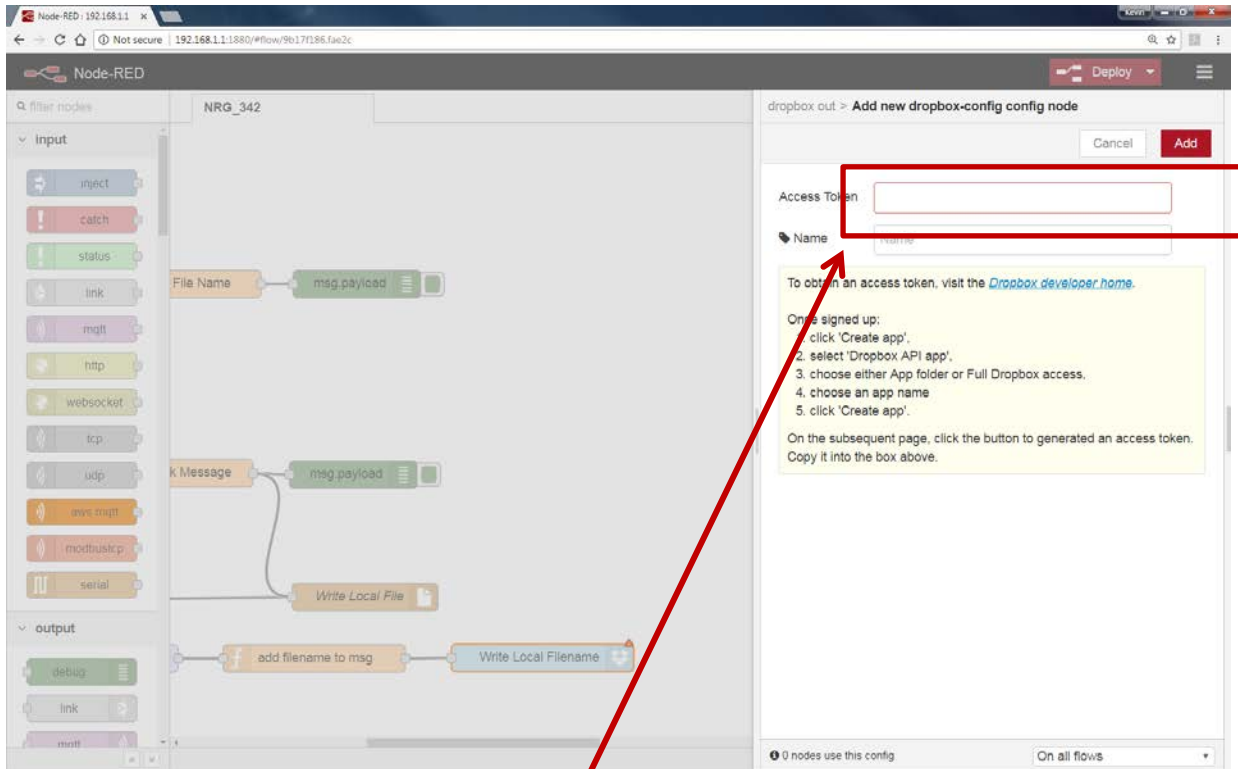 Node-RED : 192.168.1.1
Kevin
Not secure | 192.168.1.1:1880/#flow/9b17f186.fae2c
Node-RED
Deploy
filter nodes
NRG_342
dropbox out > Add new dropbox-config config node
input
Cancel
Add
inject
Access Token
catch
Name
Name
status
To obtain an access token, visit the Dropbox developer home.
File Name
msg.payload
link
Once signed up:
mqtt
1. click 'Create app',
2. select 'Dropbox API app',
http
3. choose either App folder or Full Dropbox access,
4. choose an app name
websocket
5. click 'Create app'.
tcp
On the subsequent page, click the button to generated an access token.
Copy it into the box above.
udp
k Message
msg.payload
aws mqtt
modbustcp
serial
Write Local File
output
add filename to msg
Write Local Filename
debug
link
mqtt
0 nodes use this config
On all flows